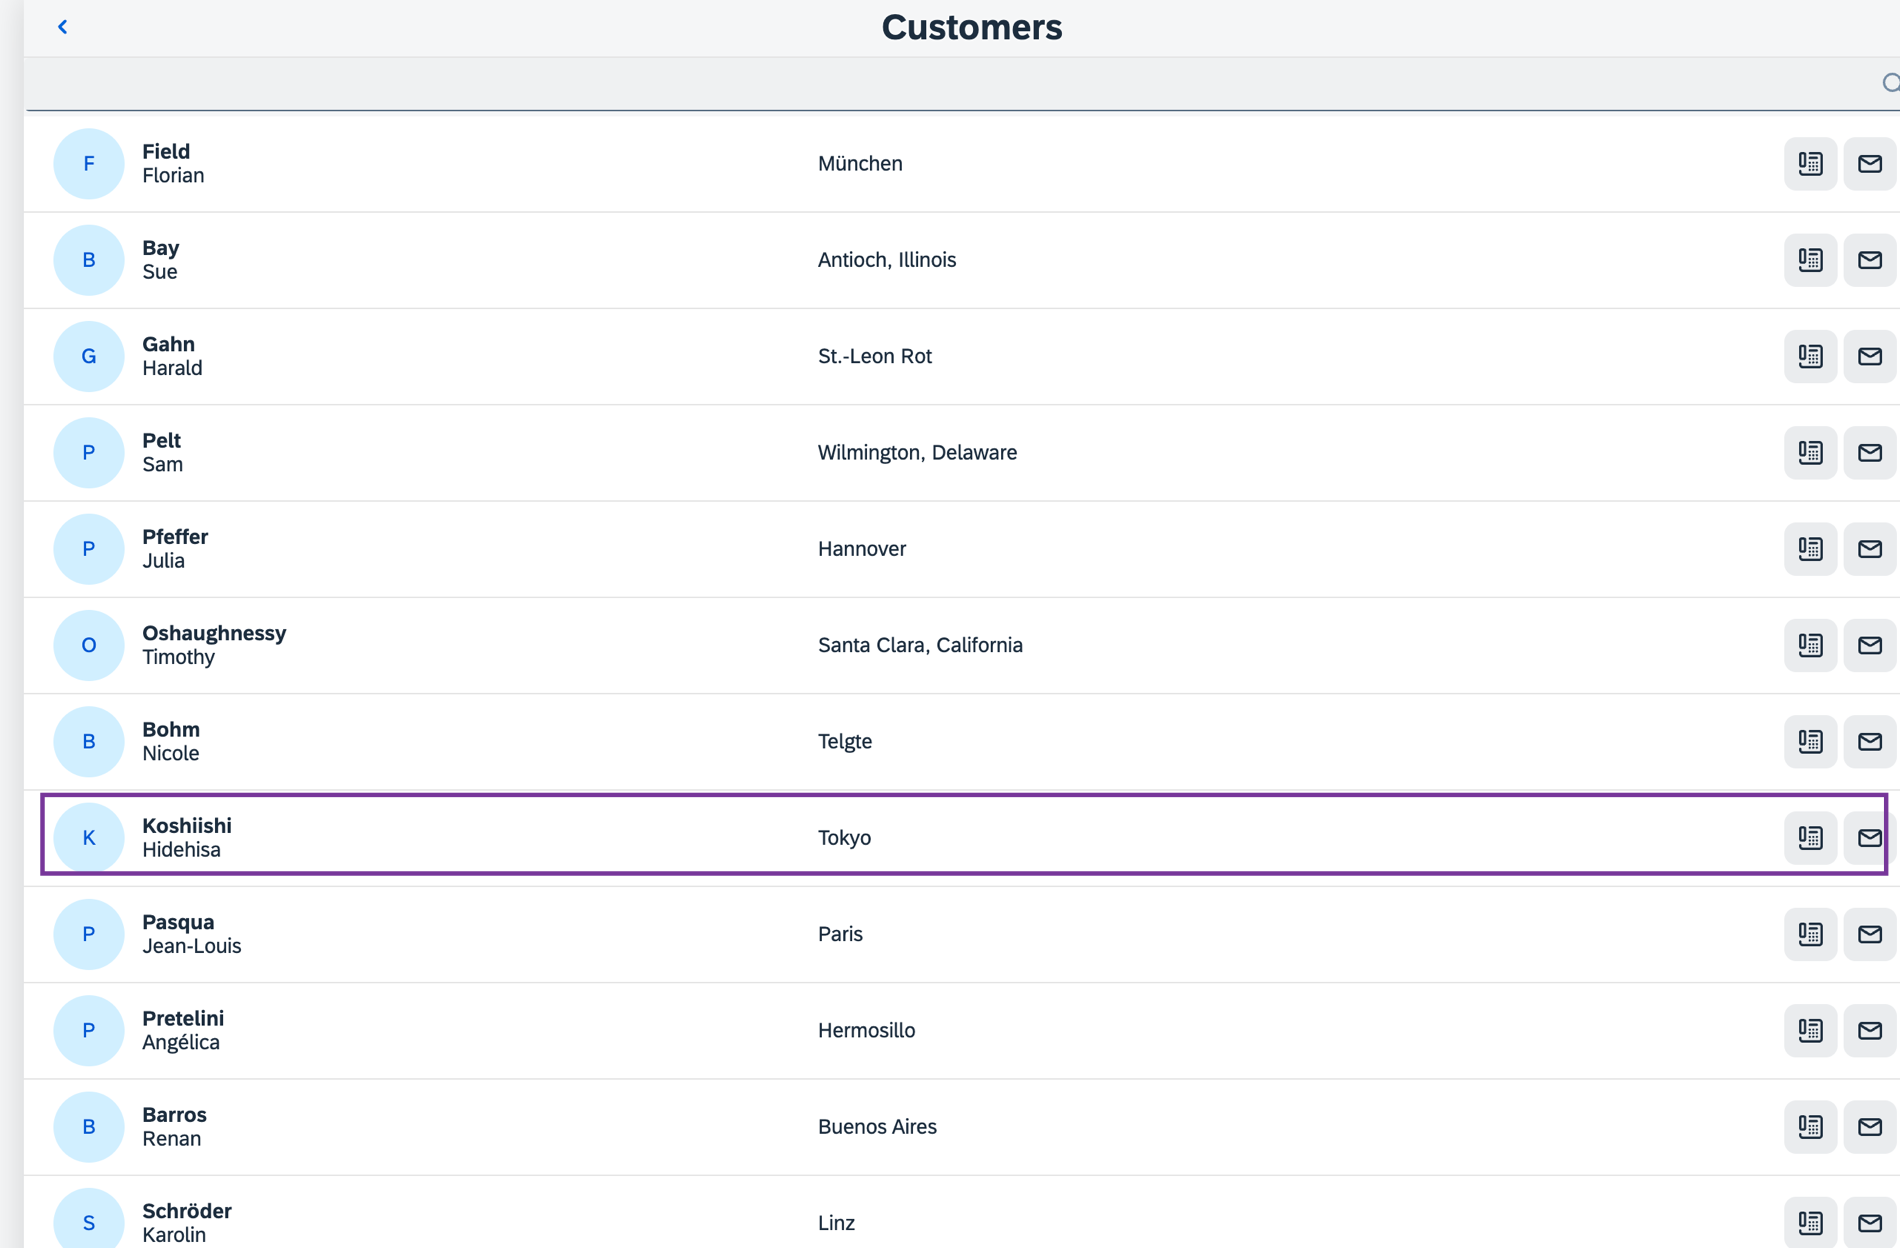 Customers
F
Field
Florian
München
B
Bay
Sue
Antioch, Illinois
G
Gahn
Harald
St.-Leon Rot
P
Pelt
Sam
Wilmington, Delaware
P
Pfeffer
Julia
Hannover
O
Oshaughnessy
Timothy
Santa Clara, California
B
Bohm
Nicole
Telgte
K
Koshiishi
Hidehisa
Tokyo
P
Pasqua
Jean-Louis
Paris
P
Pretelini
Angélica
Hermosillo
B
Barros
Renan
Buenos Aires
S
Schröder
Karolin
Linz